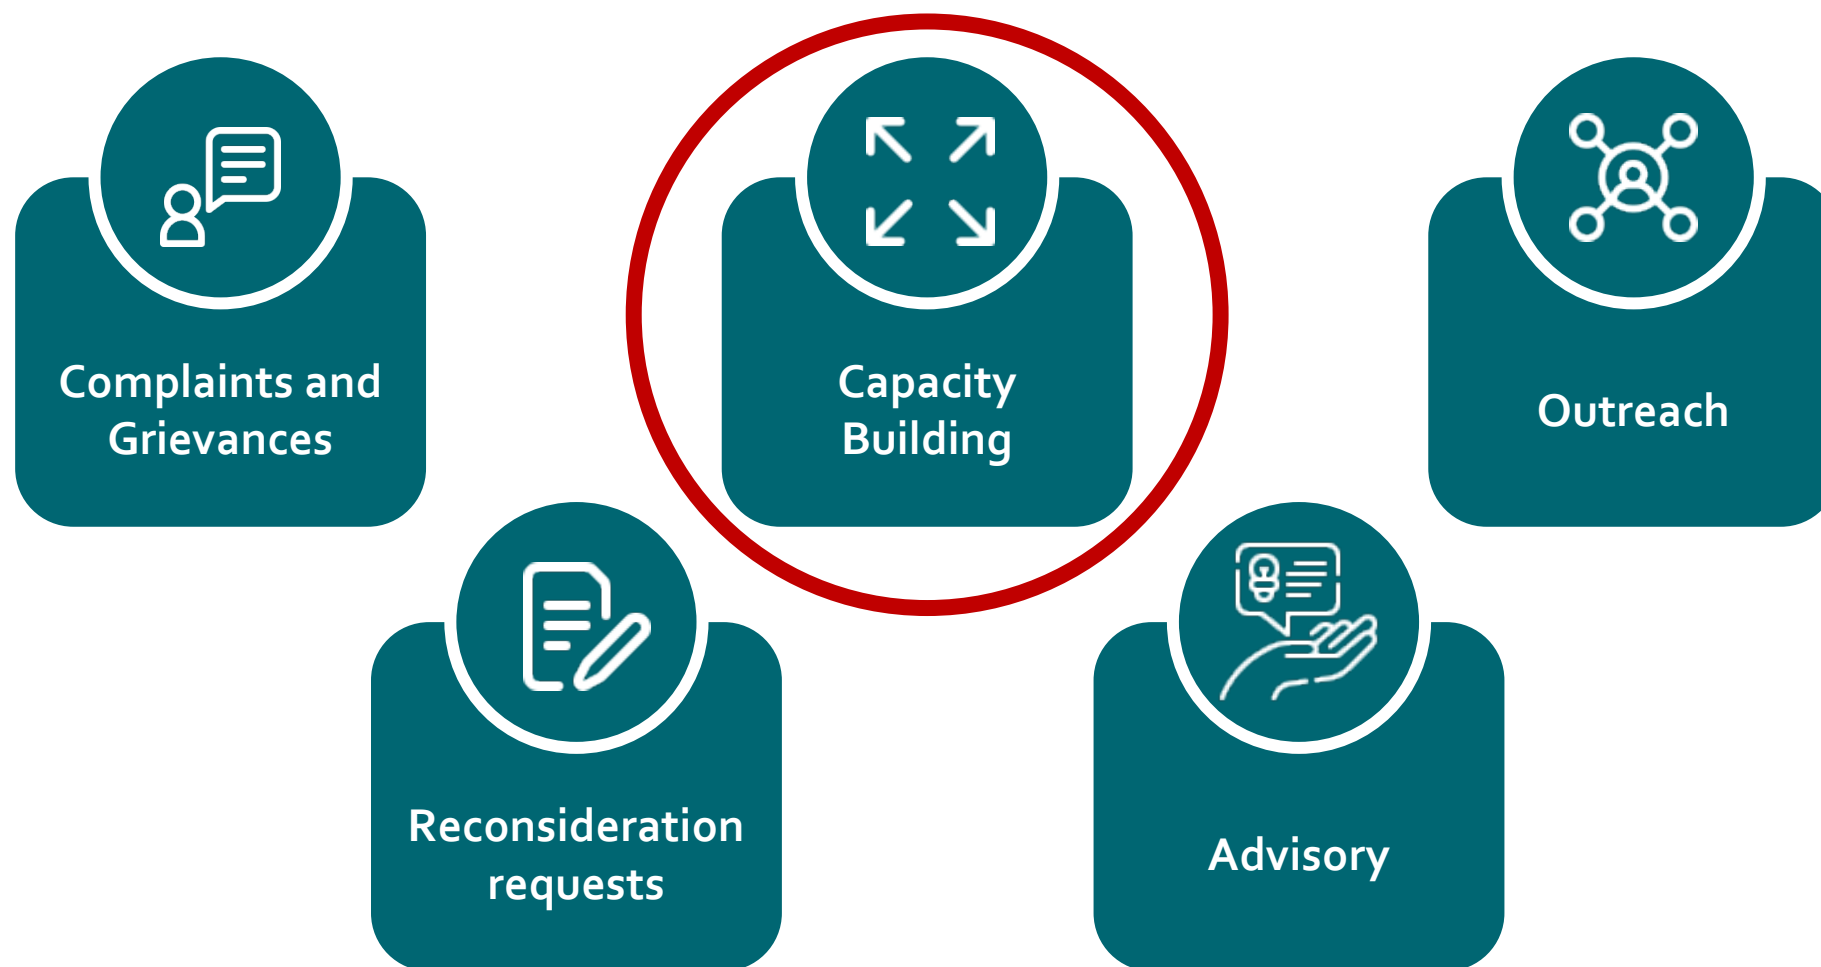 Complaints and
Grievances
Capacity
Building
Outreach
Reconsideration
requests
Advisory